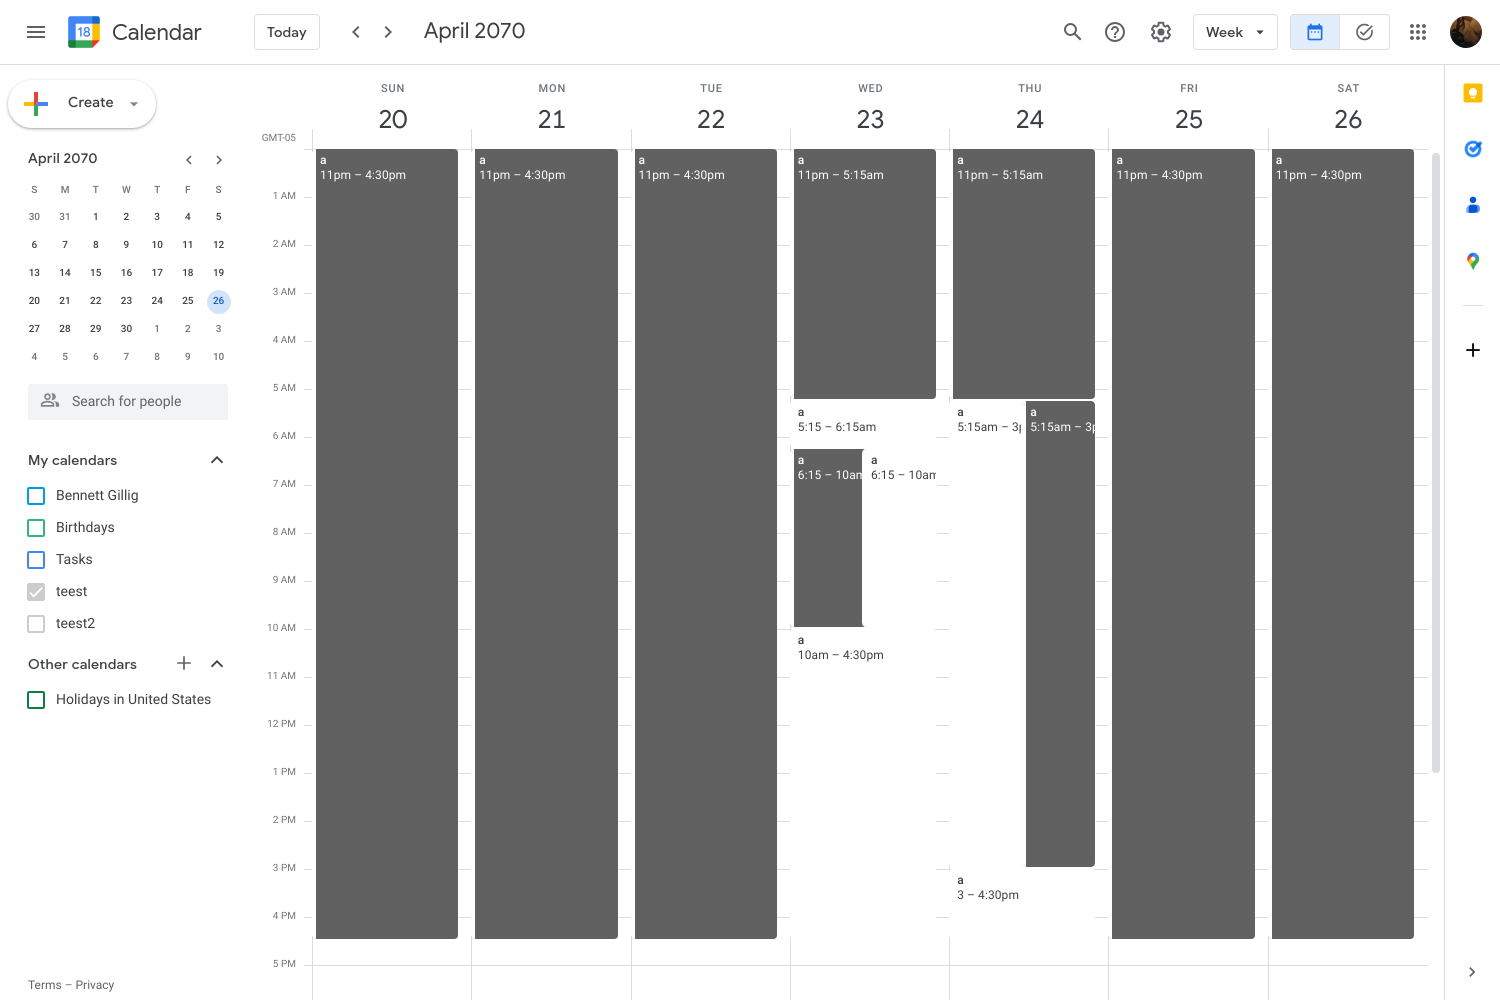 18 Calendar Today April 2070 Week
Create
April 2070
S M T W T F S
30 31 1 2 3 4 5
6 7 8 9 10 11 12
13 14 15 16 17 18 19
20 21 22 23 24 25 26
27 28 29 30 1 2 3
4 5 6 7 8 9 10
Search for people
My calendars
Bennett Gillig
Birthdays
Tasks
teest
teest2
Other calendars
Holidays in United States
Terms – Privacy
SUN MON TUE WED THU FRI SAT
20 21 22 23 24 25 26
GMT-05
1 AM
2 AM
3 AM
4 AM
5 AM
6 AM
7 AM
8 AM
9 AM
10 AM
11 AM
12 PM
1 PM
2 PM
3 PM
4 PM
5 PM
a
11pm – 4:30pm
a
11pm – 4:30pm
a
11pm – 4:30pm
a
11pm – 5:15am
a
5:15 – 6:15am
a
6:15 – 10am
a
6:15 – 10am
a
10am – 4:30pm
a
11pm – 5:15am
a
5:15am – 3p
a
5:15am – 3p
a
3 – 4:30pm
a
11pm – 4:30pm
a
11pm – 4:30pm